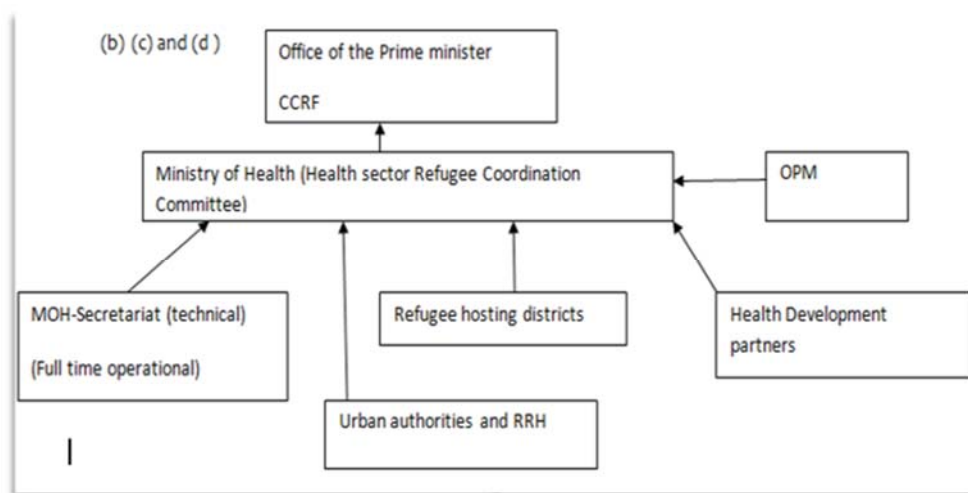 (b) (c) and (d )
Office of the Prime minister
CCRF
Ministry of Health (Health sector Refugee Coordination
Committee)
OPM
MOH-Secretariat (technical)
(Full time operational)
Refugee hosting districts
Health Development
partners
Urban authorities and RRH